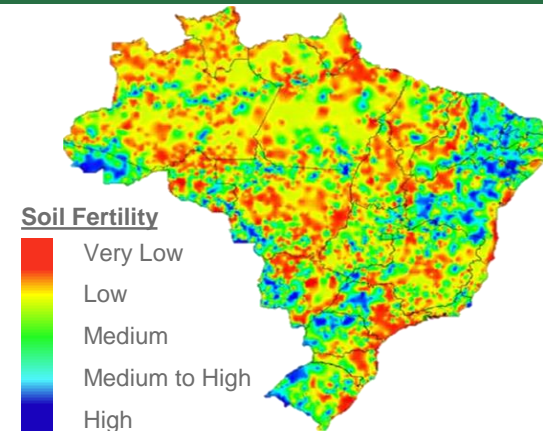 Soil Fertility
Very Low
Low
Medium
Medium to High
High